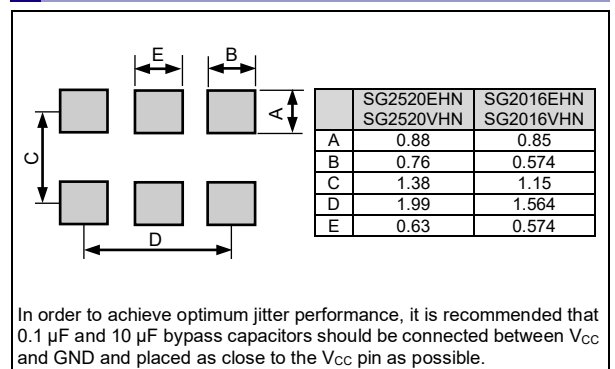 E
B
A
C
D
SG2520EHN SG2016EHN
SG2520VHN SG2016VHN
A 0.88 0.85
B 0.76 0.574
C 1.38 1.15
D 1.99 1.564
E 0.63 0.574
In order to achieve optimum jitter performance, it is recommended that
0.1 µF and 10 µF bypass capacitors should be connected between VCC
and GND and placed as close to the VCC pin as possible.